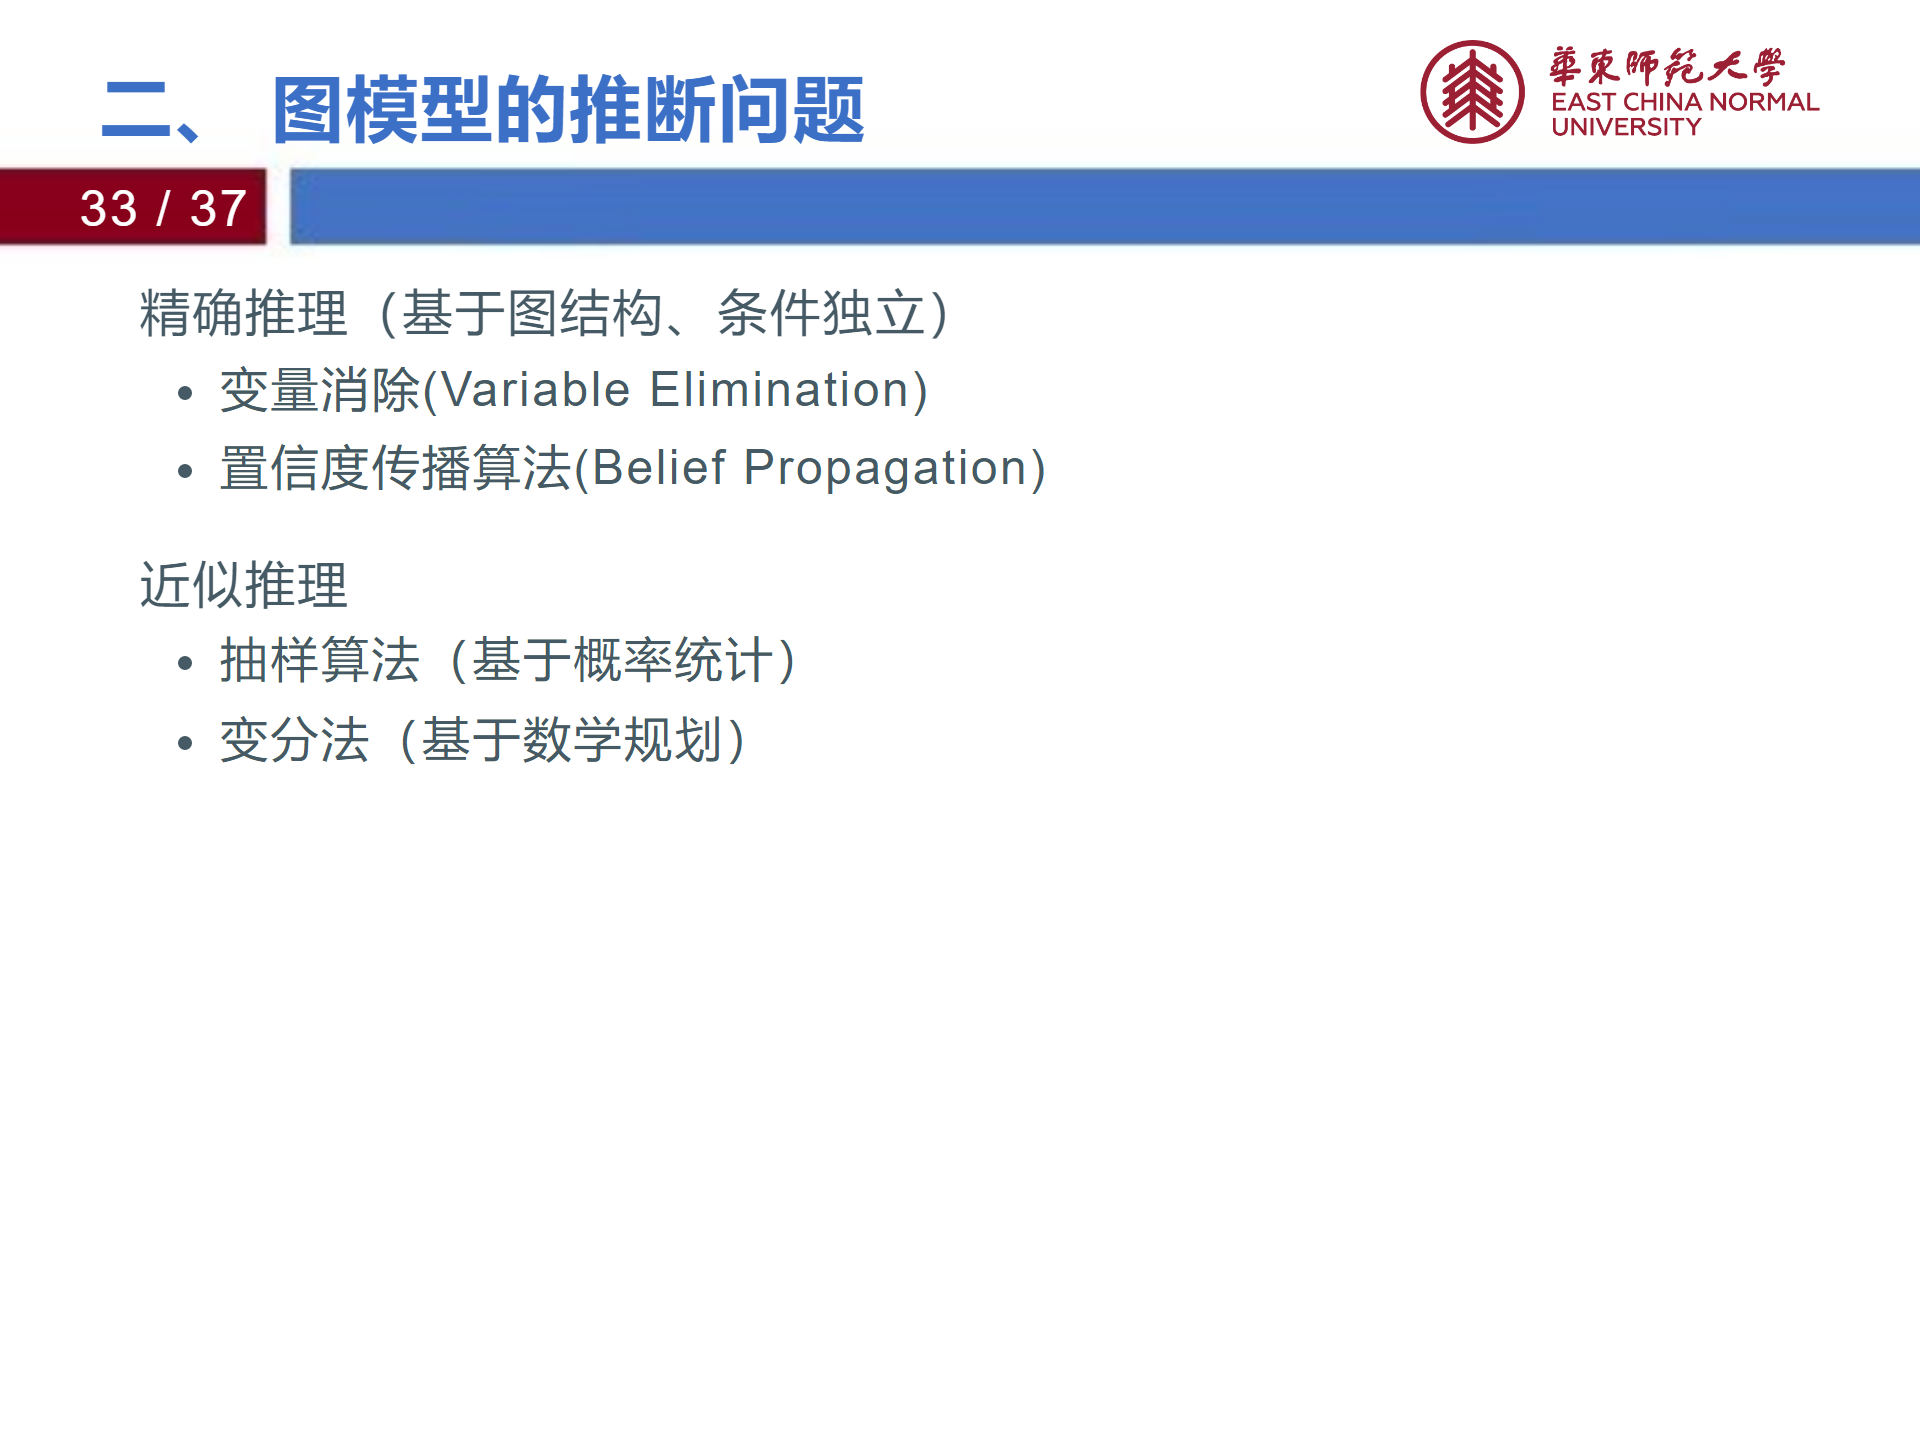 二、 图模型的推断问题
華東師範大學
EAST CHINA NORMAL
UNIVERSITY
33 / 37
精确推理（基于图结构、条件独立）
• 变量消除(Variable Elimination)
• 置信度传播算法(Belief Propagation)
近似推理
• 抽样算法（基于概率统计）
• 变分法（基于数学规划）